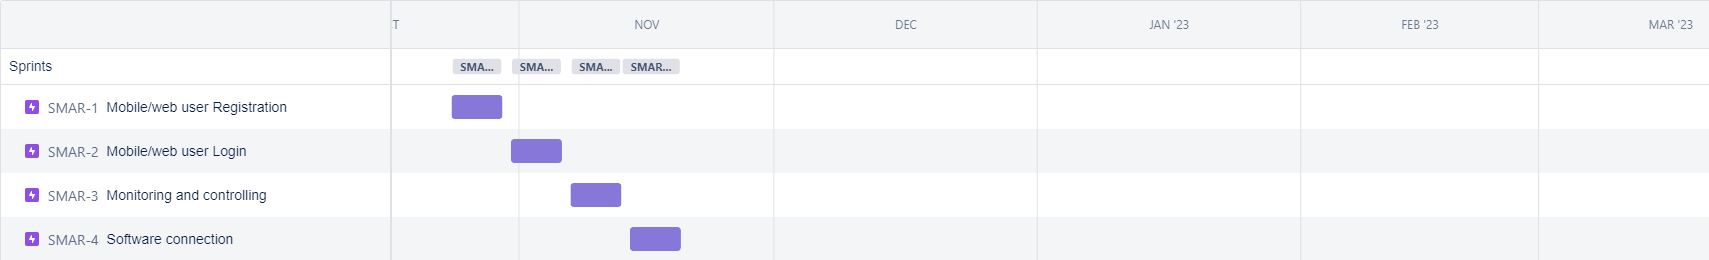 T NOV DEC JAN '23 FEB '23 MAR '23
Sprints SMA... SMA... SMA... SMAR...
SMAR-1 Mobile/web user Registration
SMAR-2 Mobile/web user Login
SMAR-3 Monitoring and controlling
SMAR-4 Software connection